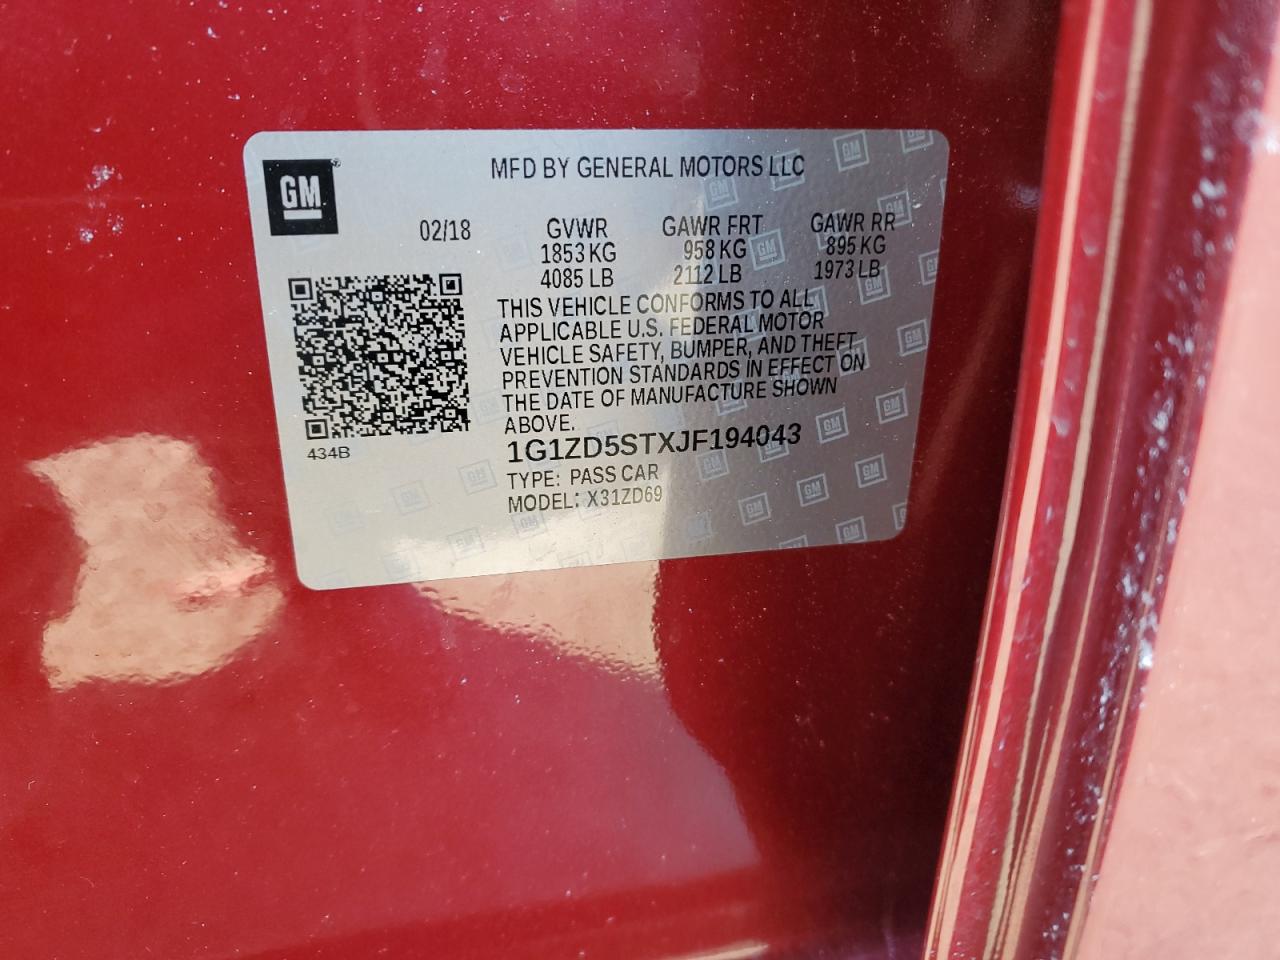 GM
MFD BY GENERAL MOTORS LLC
02/18 GVWR GAWR FRT GAWR RR
1853 KG 958 KG 895 KG
4085 LB 2112 LB 1973 LB
THIS VEHICLE CONFORMS TO ALL
APPLICABLE U.S. FEDERAL MOTOR
VEHICLE SAFETY, BUMPER, AND THEFT
PREVENTION STANDARDS IN EFFECT ON
THE DATE OF MANUFACTURE SHOWN
ABOVE.
434B
1G1ZD5STXJF194043
TYPE: PASS CAR
MODEL: X31ZD69